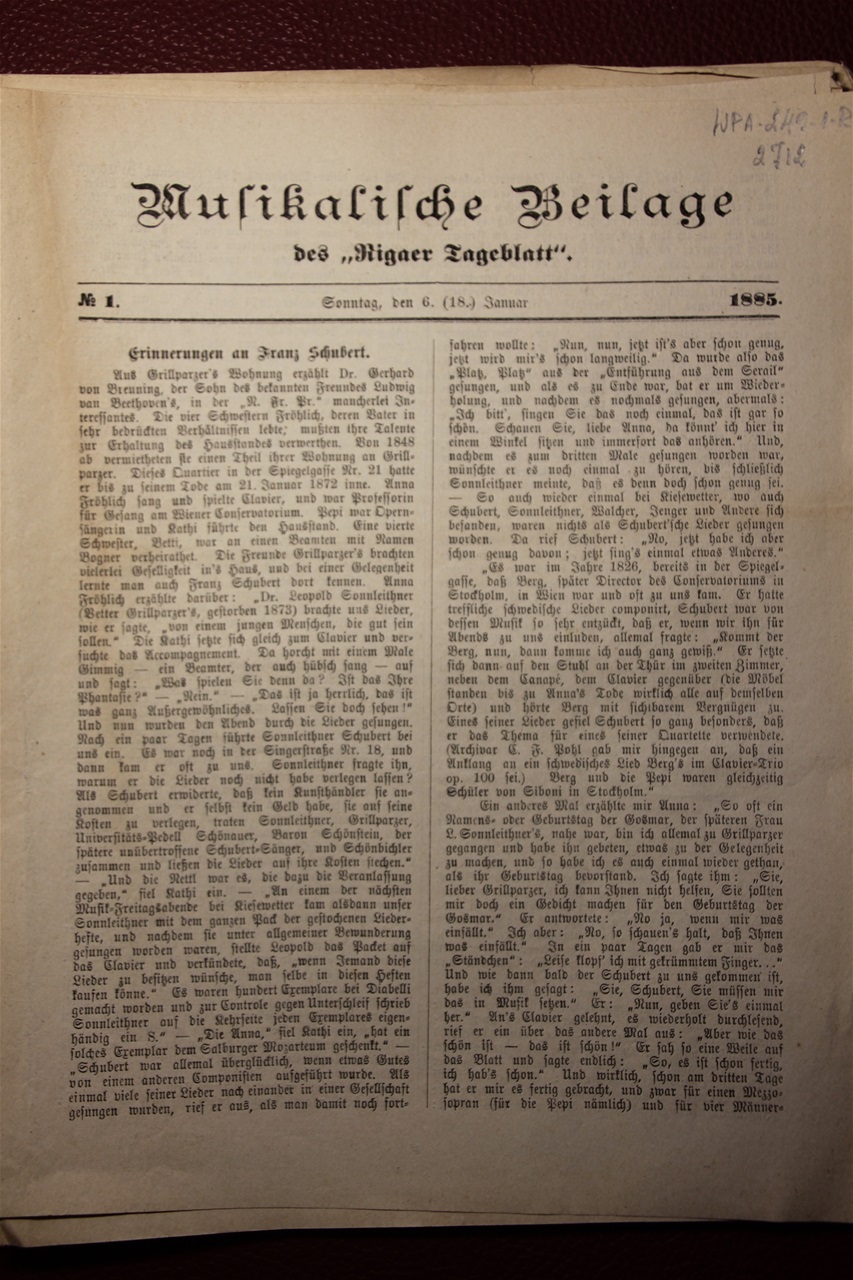 WPA-249-1-R
2712
Musikalische Beilage
des „Rigaer Tageblatt“.
№ 1.
Sonntag, den 6. (18.) Januar
1885.
Erinnerungen an Franz Schubert.
Aus Grillparzer's Wohnung erzählt Dr. Gerhard
von Breuning, der Sohn des bekannten Freundes Ludwig
van Beethoven's, in der „N. Fr. Pr.“ mancherlei In-
teressantes. Die vier Schwestern Fröhlich, deren Vater in
sehr bedrückten Verhältnissen lebte, mußten ihre Talente
zur Erhaltung des Hausstandes verwerthen. Von 1848
ab vermietheten sie einen Theil ihrer Wohnung an Grill-
parzer. Dieses Quartier in der Spiegelgasse Nr. 21 hatte
er bis zu seinem Tode am 21. Januar 1872 inne. Anna
Fröhlich sang und spielte Clavier, und war Professorin
für Gesang am Wiener Conservatorium. Pepi war Opern-
sängerin und Kathi führte den Hausstand. Eine vierte
Schwester, Betti, war an einen Beamten mit Namen
Bogner verheirathet. Die Freunde Grillparzer's brachten
vielerlei Geselligkeit in's Haus, und bei einer Gelegenheit
lernte man auch Franz Schubert dort kennen. Anna
Fröhlich erzählte darüber: „Dr. Leopold Sonnleithner
(Vetter Grillparzer's, gestorben 1873) brachte uns Lieder,
wie er sagte, „von einem jungen Menschen, die gut sein
sollen.“ Die Kathi setzte sich gleich zum Clavier und ver-
suchte das Accompagnement. Da horcht mit einem Male
Gimmig — ein Beamter, der auch hübsch sang — auf
und sagt: „Was spielen Sie denn da? Ist das Ihre
Phantasie?“ — „Nein.“ — „Das ist ja herrlich, das ist
was ganz Außergewöhnliches. Lassen Sie doch sehen!“
Und nun wurden den Abend durch die Lieder gesungen.
Nach ein paar Tagen führte Sonnleithner Schubert bei
uns ein. Es war noch in der Singerstraße Nr. 18, und
dann kam er oft zu uns. Sonnleithner fragte ihn,
warum er die Lieder noch nicht habe verlegen lassen?
Als Schubert erwiderte, daß kein Kunsthändler sie an-
genommen und er selbst kein Geld habe, sie auf seine
Kosten zu verlegen, traten Sonnleithner, Grillparzer,
Universitäts-Pedell Schönauer, Baron Schönstein, der
spätere unübertroffene Schubert-Sänger, und Schönbichler
zusammen und ließen die Lieder auf ihre Kosten stechen.“
— „Und die Nettl war es, die dazu die Veranlassung
gegeben,“ fiel Kathi ein. — „An einem der nächsten
Musik-Freitagsabende bei Kiesewetter kam alsdann unser
Sonnleithner mit dem ganzen Pack der gestochenen Lieder-
hefte, und nachdem sie unter allgemeiner Bewunderung
gesungen worden waren, stellte Leopold das Packet auf
das Clavier und verkündete, daß, „wenn Jemand diese
Lieder zu besitzen wünsche, man selbe in diesen Heften
kaufen könne.“ Es waren hundert Exemplare bei Diabelli
gemacht worden und zur Controle gegen Unterschleif schrieb
Sonnleithner auf die Kehrseite jeden Exemplares eigen-
händig ein S.“ — „Die Anna,“ fiel Kathi ein, „hat ein
solches Exemplar dem Salburger Mozarteum geschenkt.“ —
„Schubert war allemal überglücklich, wenn etwas Gutes
von einem anderen Componisten aufgeführt wurde. Als
einmal viele seiner Lieder nach einander in einer Gesellschaft
gesungen wurden, rief er aus, als man damit noch fort-
fahren wollte: „Nun, nun, jetzt ist's aber schon genug,
jetzt wird mir's schon langweilig.“ Da wurde also das
„Platz, Platz“ aus der „Entführung aus dem Serail“
gesungen, und als es zu Ende war, bat er um Wieder-
holung, und nachdem es nochmals gesungen, abermals:
„Ich bitt', singen Sie das noch einmal, das ist gar so
schön. Schauen Sie, liebe Anna, da könnt' ich hier in
einem Winkel sitzen und immerfort das anhören.“ Und,
nachdem es zum dritten Male gesungen worden war,
wünschte er es noch einmal zu hören, bis schließlich
Sonnleithner meinte, daß es denn doch schon genug sei.
— So auch wieder einmal bei Kiesewetter, wo auch
Schubert, Sonnleithner, Walcher, Jenger und Andere sich
befanden, waren nichts als Schubert'sche Lieder gesungen
worden. Da rief Schubert: „No, jetzt habe ich aber
schon genug davon; jetzt sing's einmal etwas Anderes.“
„Es war im Jahre 1826, bereits in der Spiegel-
gasse, daß Berg, später Director des Conservatoriums in
Stockholm, in Wien war und oft zu uns kam. Er hatte
treffliche schwedische Lieder componirt, Schubert war von
dessen Musik so sehr entzückt, daß er, wenn wir ihn für
Abends zu uns einluden, allemal fragte: „Kommt der
Berg, nun, dann komme ich auch ganz gewiß.“ Er setzte
sich dann auf den Stuhl an der Thür im zweiten Zimmer,
neben dem Canapé, dem Clavier gegenüber (die Möbel
standen bis zu Anna's Tode wirklich alle auf demselben
Orte) und hörte Berg mit sichtbarem Vergnügen zu.
Eines seiner Lieder gefiel Schubert so ganz besonders, daß
er das Thema für eines seiner Quartette verwendete.
(Archivar C. F. Pohl gab mir hingegen an, daß ein
Anklang an ein schwedisches Lied Berg's im Clavier-Trio
op. 100 sei.) Berg und die Pepi waren gleichzeitig
Schüler von Siboni in Stockholm.“
Ein anderes Mal erzählte mir Anna: „So oft ein
Namens- oder Geburtstag der Goßmar, der späteren Frau
L. Sonnleithner's, nahe war, bin ich allemal zu Grillparzer
gegangen und habe ihn gebeten, etwas zu der Gelegenheit
zu machen, und so habe ich es auch einmal wieder gethan,
als ihr Geburtstag bevorstand. Ich sagte ihm: „Sie,
lieber Grillparzer, ich kann Ihnen nicht helfen, Sie sollten
mir doch ein Gedicht machen für den Geburtstag der
Goßmar.“ Er antwortete: „No ja, wenn mir was
einfällt.“ Ich aber: „No, so schauen's halt, daß Ihnen
was einfällt.“ In ein paar Tagen gab er mir das
„Ständchen“: „Leise klopf' ich mit gekrümmtem Finger...“
Und wie dann bald der Schubert zu uns gekommen ist,
habe ich ihm gesagt: „Sie, Schubert, Sie müssen mir
das in Musik setzen.“ Er: „Nun, geben Sie's einmal
her.“ An's Clavier gelehnt, es wiederholt durchlesend,
rief er ein über das andere Mal aus: „Aber wie das
schön ist — das ist schön!“ Er sah so eine Weile auf
das Blatt und sagte endlich: „So, es ist schon fertig,
ich hab's schon.“ Und wirklich, schon am dritten Tage
hat er mir es fertig gebracht, und zwar für einen Mezzo-
sopran (für die Pepi nämlich) und für vier Männer-